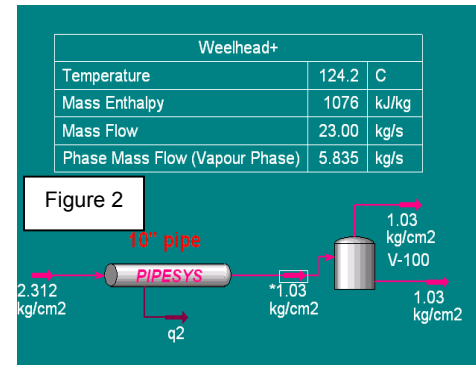 Weelhead+
Temperature 124.2 C
Mass Enthalpy 1076 kJ/kg
Mass Flow 23.00 kg/s
Phase Mass Flow (Vapour Phase) 5.835 kg/s
Figure 2
10" pipe
PIPESYS
2.312
kg/cm2
q2
*1.03
kg/cm2
1.03
kg/cm2
V-100
1.03
kg/cm2